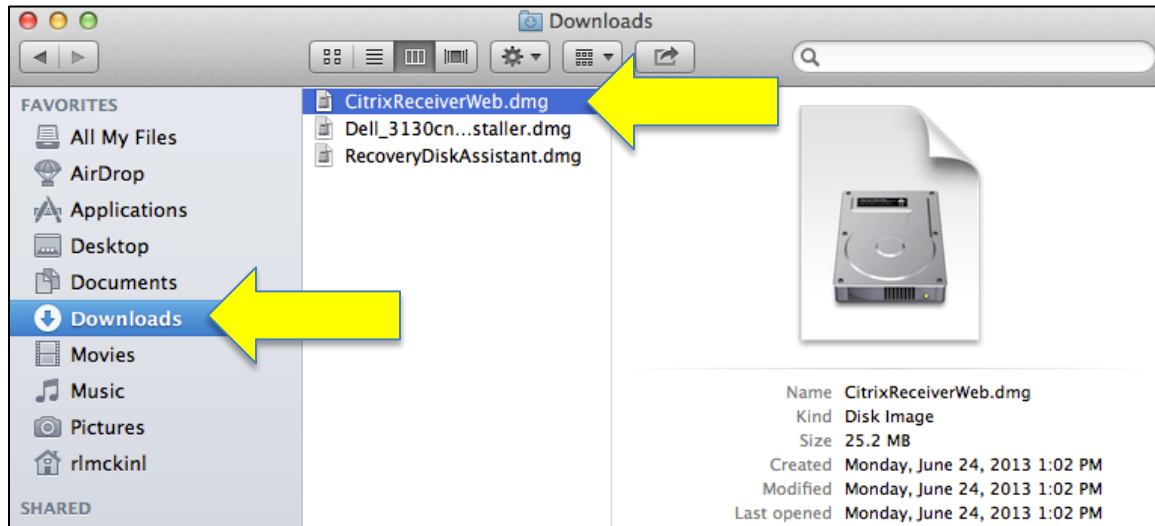 Downloads
FAVORITES
All My Files
AirDrop
Applications
Desktop
Documents
Downloads
Movies
Music
Pictures
rlmckinl
SHARED
CitrixReceiverWeb.dmg
Dell_3130cn...staller.dmg
RecoveryDiskAssistant.dmg
Name CitrixReceiverWeb.dmg
Kind Disk Image
Size 25.2 MB
Created Monday, June 24, 2013 1:02 PM
Modified Monday, June 24, 2013 1:02 PM
Last opened Monday, June 24, 2013 1:02 PM